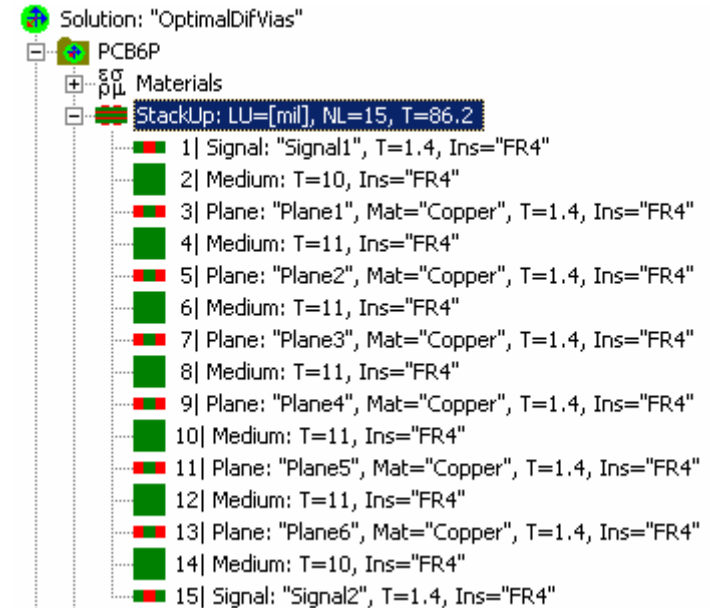 Solution: "OptimalDifVias"
PCB6P
εσ
ρμ Materials
StackUp: LU=[mil], NL=15, T=86.2
1| Signal: "Signal1", T=1.4, Ins="FR4"
2| Medium: T=10, Ins="FR4"
3| Plane: "Plane1", Mat="Copper", T=1.4, Ins="FR4"
4| Medium: T=11, Ins="FR4"
5| Plane: "Plane2", Mat="Copper", T=1.4, Ins="FR4"
6| Medium: T=11, Ins="FR4"
7| Plane: "Plane3", Mat="Copper", T=1.4, Ins="FR4"
8| Medium: T=11, Ins="FR4"
9| Plane: "Plane4", Mat="Copper", T=1.4, Ins="FR4"
10| Medium: T=11, Ins="FR4"
11| Plane: "Plane5", Mat="Copper", T=1.4, Ins="FR4"
12| Medium: T=11, Ins="FR4"
13| Plane: "Plane6", Mat="Copper", T=1.4, Ins="FR4"
14| Medium: T=10, Ins="FR4"
15| Signal: "Signal2", T=1.4, Ins="FR4"